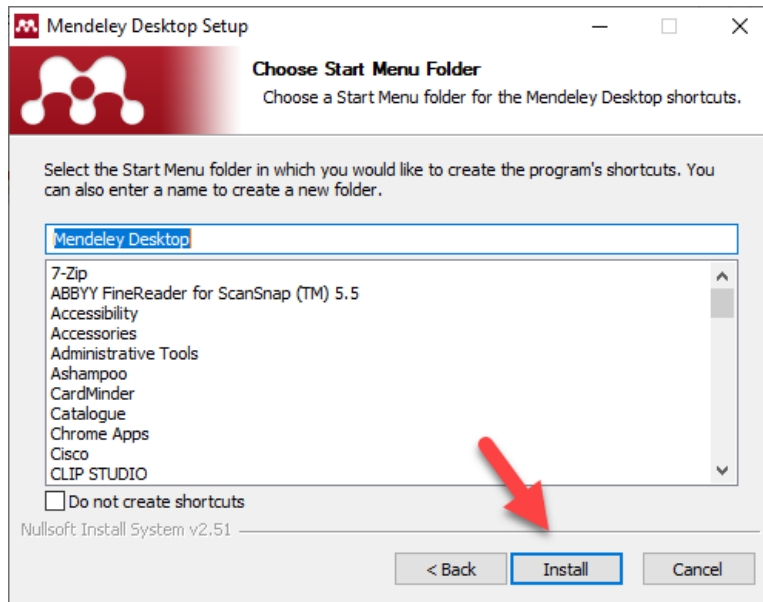 Mendeley Desktop Setup
Choose Start Menu Folder
Choose a Start Menu folder for the Mendeley Desktop shortcuts.
Select the Start Menu folder in which you would like to create the program's shortcuts. You
can also enter a name to create a new folder.
Mendeley Desktop
7-Zip
ABBYY FineReader for ScanSnap (TM) 5.5
Accessibility
Accessories
Administrative Tools
Ashampoo
CardMinder
Catalogue
Chrome Apps
Cisco
CLIP STUDIO
Do not create shortcuts
Nullsoft Install System v2.51
< Back Install Cancel